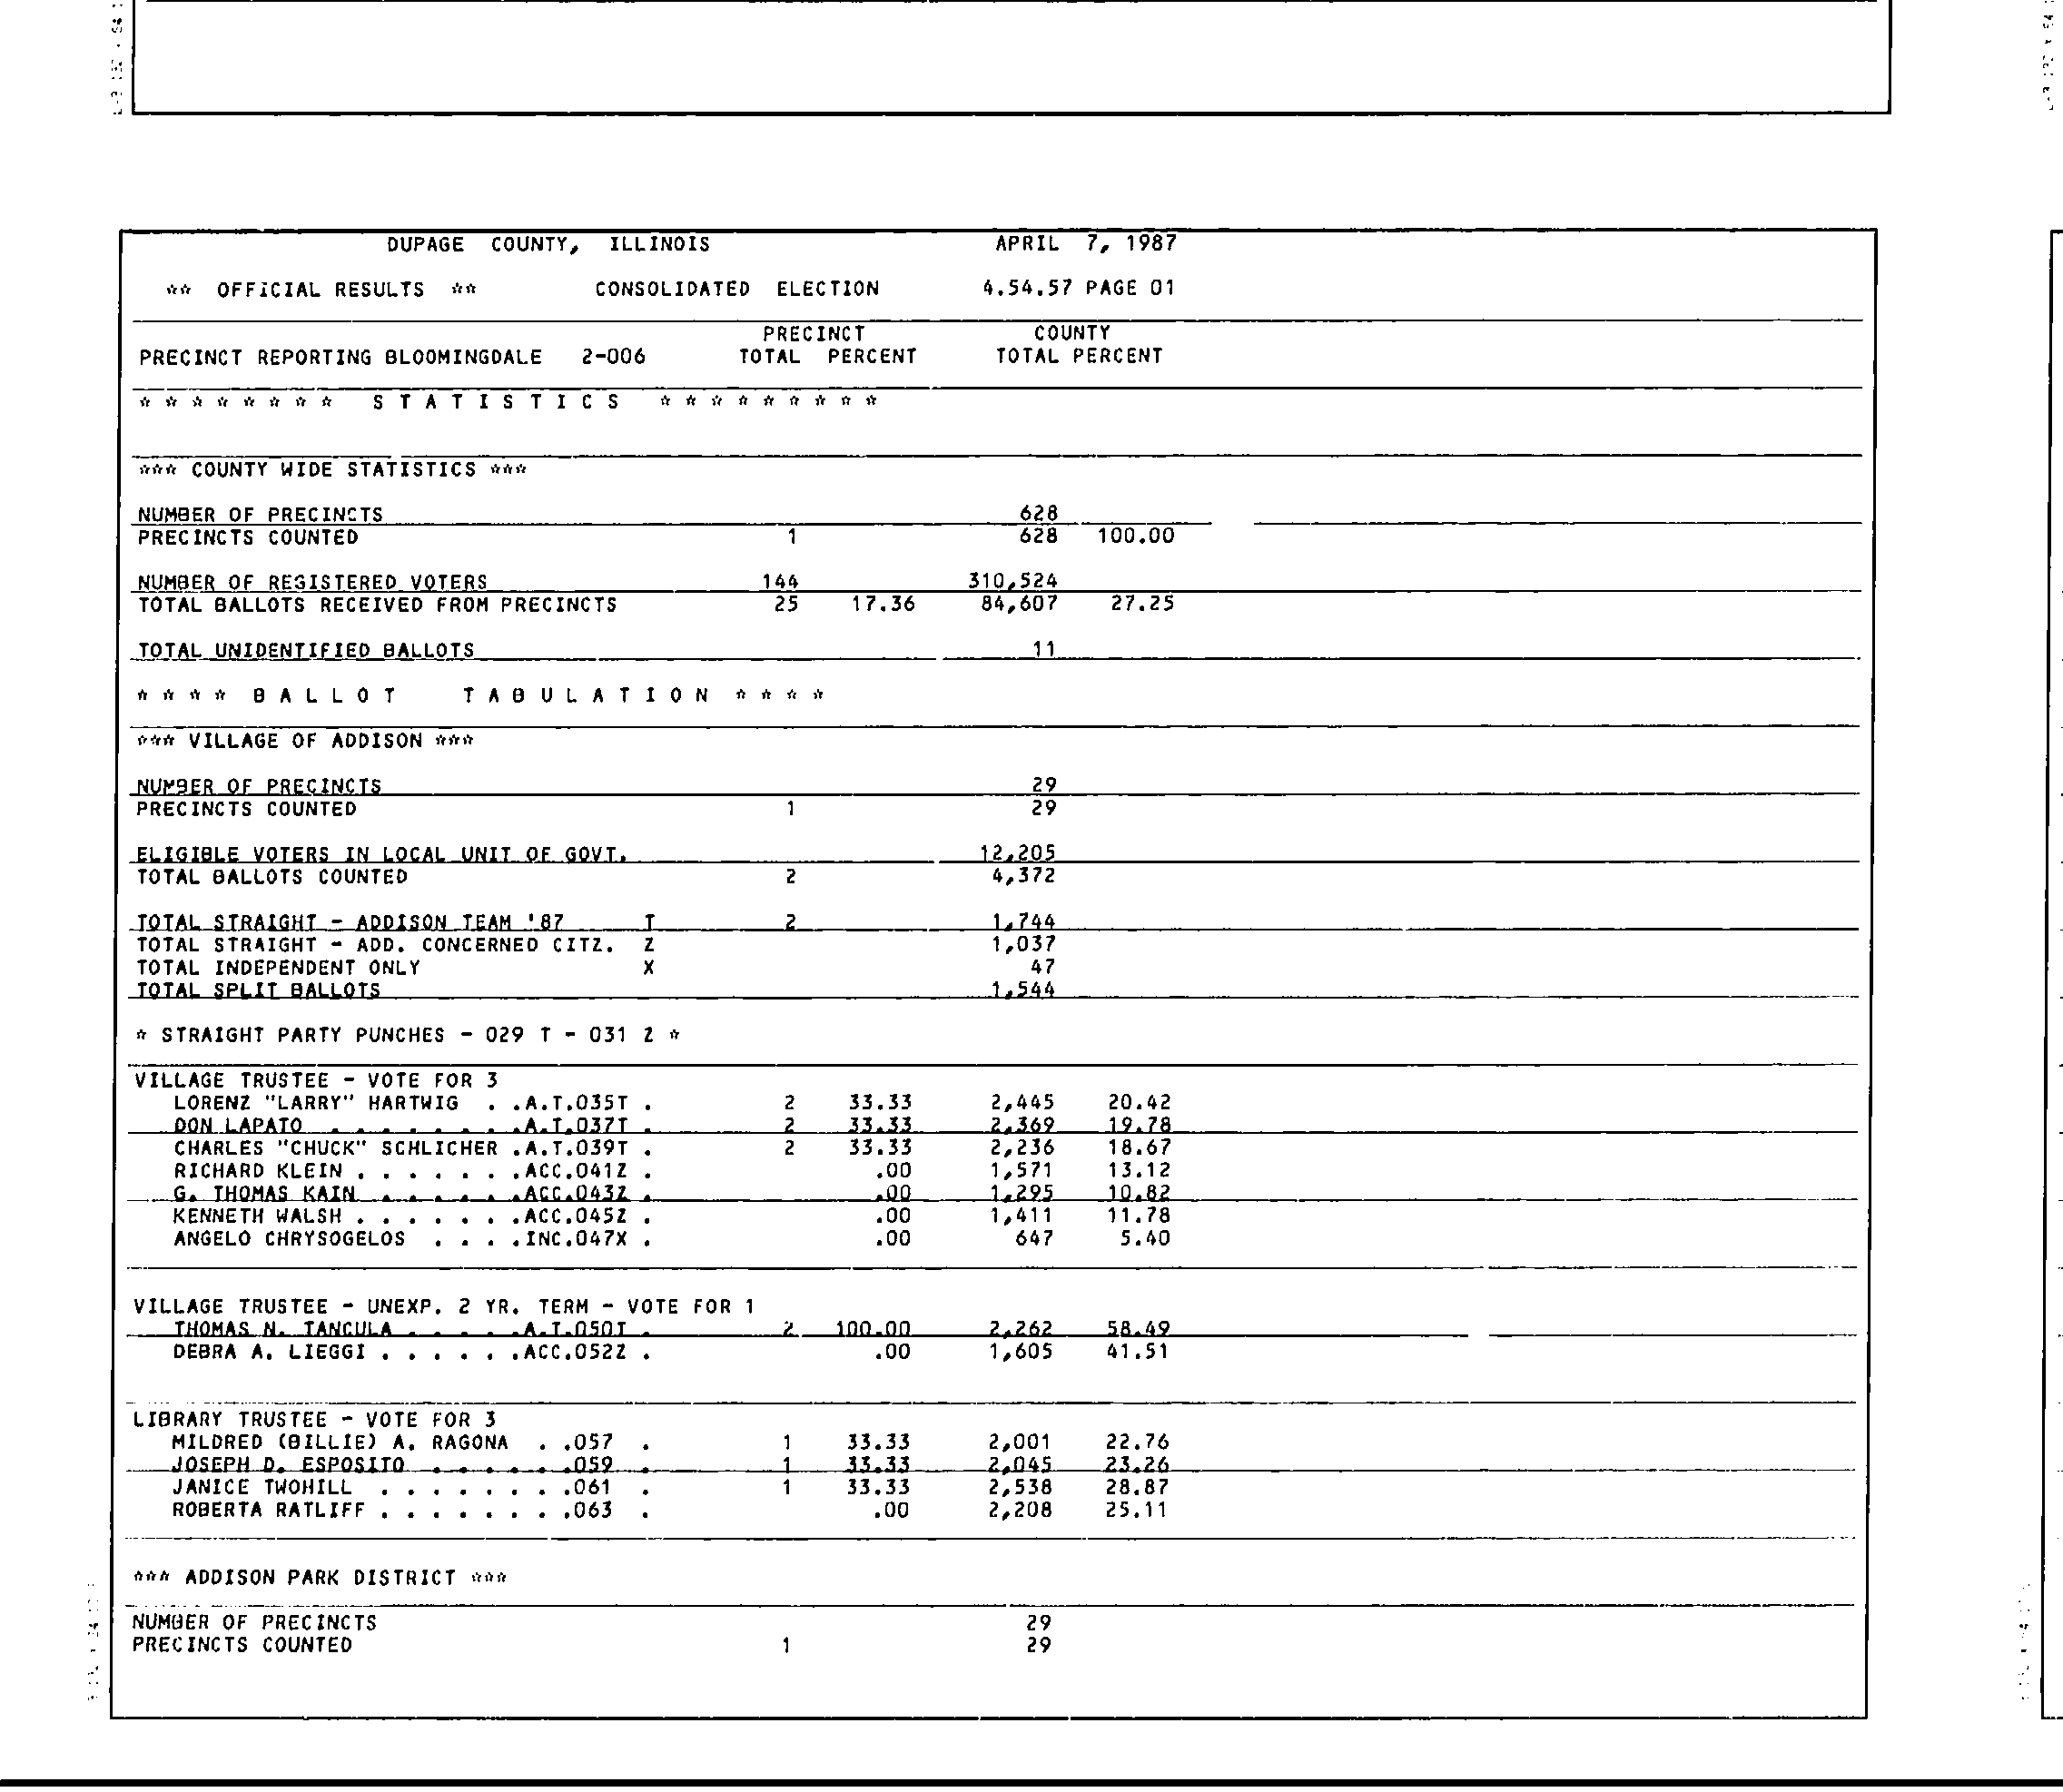 DUPAGE COUNTY, ILLINOIS APRIL 7, 1987
** OFFICIAL RESULTS ** CONSOLIDATED ELECTION 4.54.57 PAGE 01
PRECINCT COUNTY
PRECINCT REPORTING BLOOMINGDALE 2-006 TOTAL PERCENT TOTAL PERCENT
* * * * * * * * S T A T I S T I C S * * * * * * * * *
*** COUNTY WIDE STATISTICS ***
NUMBER OF PRECINCTS 628
PRECINCTS COUNTED 1 628 100.00
NUMBER OF REGISTERED VOTERS 144 310,524
TOTAL BALLOTS RECEIVED FROM PRECINCTS 25 17.36 84,607 27.25
TOTAL UNIDENTIFIED BALLOTS 11
* * * * B A L L O T T A B U L A T I O N * * * *
*** VILLAGE OF ADDISON ***
NUMBER OF PRECINCTS 29
PRECINCTS COUNTED 1 29
ELIGIBLE VOTERS IN LOCAL UNIT OF GOVT. 12,205
TOTAL BALLOTS COUNTED 2 4,372
TOTAL STRAIGHT - ADDISON TEAM '87 T 2 1,744
TOTAL STRAIGHT - ADD. CONCERNED CITZ. Z 1,037
TOTAL INDEPENDENT ONLY X 47
TOTAL SPLIT BALLOTS 1,544
* STRAIGHT PARTY PUNCHES - 029 T - 031 Z *
VILLAGE TRUSTEE - VOTE FOR 3
LORENZ "LARRY" HARTWIG . .A.T.035T . 2 33.33 2,445 20.42
DON LAPATO . . . . . . . .A.T.037T . 2 33.33 2,369 19.78
CHARLES "CHUCK" SCHLICHER .A.T.039T . 2 33.33 2,236 18.67
RICHARD KLEIN . . . . . . .ACC.041Z . .00 1,571 13.12
G. THOMAS KAIN . . . . . .ACC.043Z . .00 1,295 10.82
KENNETH WALSH . . . . . . .ACC.045Z . .00 1,411 11.78
ANGELO CHRYSOGELOS . . . .INC.047X . .00 647 5.40
VILLAGE TRUSTEE - UNEXP. 2 YR. TERM - VOTE FOR 1
THOMAS N. TANCULA . . . . .A.T.050T . 2 100.00 2,262 58.49
DEBRA A. LIEGGI . . . . . .ACC.052Z . .00 1,605 41.51
LIBRARY TRUSTEE - VOTE FOR 3
MILDRED (BILLIE) A. RAGONA . .057 . 1 33.33 2,001 22.76
JOSEPH D. ESPOSITO . . . . . .059 . 1 33.33 2,045 23.26
JANICE TWOHILL . . . . . . . .061 . 1 33.33 2,538 28.87
ROBERTA RATLIFF . . . . . . . .063 . .00 2,208 25.11
*** ADDISON PARK DISTRICT ***
NUMBER OF PRECINCTS 29
PRECINCTS COUNTED 1 29